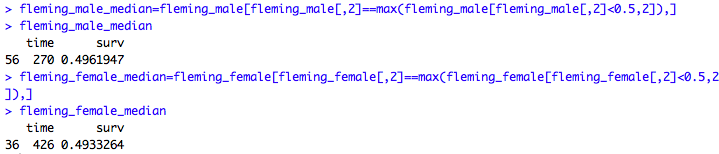 > fleming_male_median=fleming_male[fleming_male[,2]==max(fleming_male[fleming_male[,2]<0.5,2]),]
> fleming_male_median
   time      surv
56  270 0.4961947
> fleming_female_median=fleming_female[fleming_female[,2]==max(fleming_female[fleming_female[,2]<0.5,2
]),]
> fleming_female_median
   time      surv
36  426 0.4933264